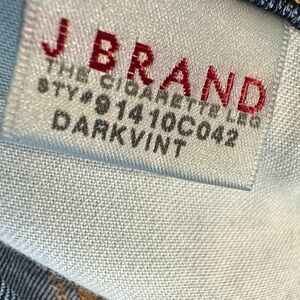 J BRAND
THE CIGARETTE LEG
STY#91410C042
DARKVINT